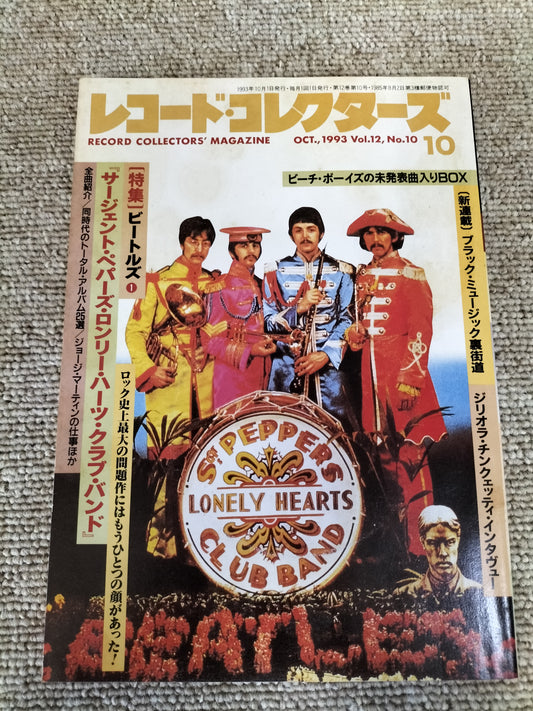 1993年10月1日発行・毎月1回1日発行・第12巻第10号・1985年8月2日第3種郵便物認可
レコード・コレクターズ
RECORD COLLECTORS' MAGAZINE OCT., 1993 Vol.12, No.10
10
ビーチ・ボーイズの未発表曲入りBOX
[新連載] ブラック・ミュージック裏街道
ジリオラ・チンクェッティ・インタヴュー
[特集] ビートルズ❶
『サージェント・ペパーズ・ロンリー・ハーツ・クラブ・バンド』
全曲紹介/同時代のトータル・アルバム25選/ジョージ・マーティンの仕事ほか
ロック史上最大の問題作にはもうひとつの顔があった!
SGT PEPPERS
LONELY HEARTS
CLUB BAND
BEATLES